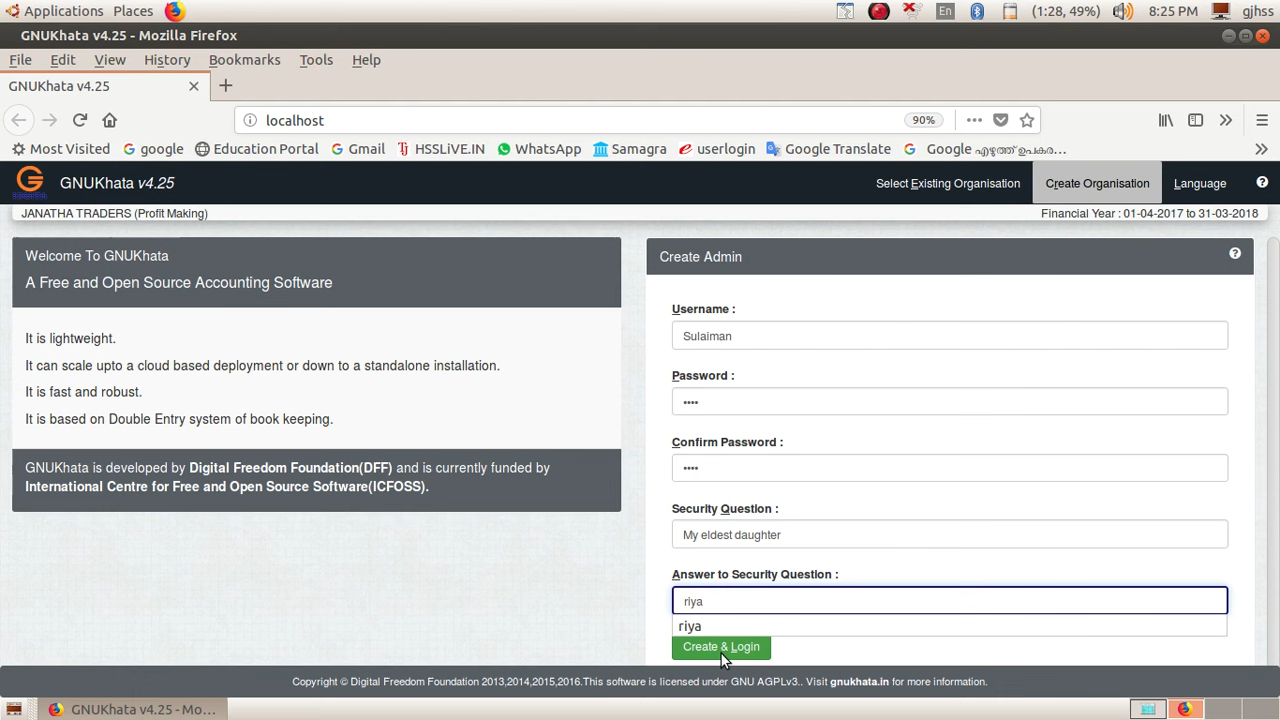 Applications Places En (1:28, 49%) 8:25 PM gjhss
GNUKhata v4.25 - Mozilla Firefox
File Edit View History Bookmarks Tools Help
GNUKhata v4.25
localhost 90%
Most Visited google Education Portal Gmail HSSLiVE.IN WhatsApp Samagra userlogin Google Translate Google എഴുത്ത് ഉപകര…
GNUKhata v4.25 Select Existing Organisation Create Organisation Language
JANATHA TRADERS (Profit Making) Financial Year : 01-04-2017 to 31-03-2018
Welcome To GNUKhata
A Free and Open Source Accounting Software
It is lightweight.
It can scale upto a cloud based deployment or down to a standalone installation.
It is fast and robust.
It is based on Double Entry system of book keeping.
GNUKhata is developed by Digital Freedom Foundation(DFF) and is currently funded by
International Centre for Free and Open Source Software(ICFOSS).
Create Admin
Username :
Sulaiman
Password :
••••
Confirm Password :
••••
Security Question :
My eldest daughter
Answer to Security Question :
riya
riya
Create & Login
Copyright © Digital Freedom Foundation 2013,2014,2015,2016.This software is licensed under GNU AGPLv3.. Visit gnukhata.in for more information.
GNUKhata v4.25 - Mo…